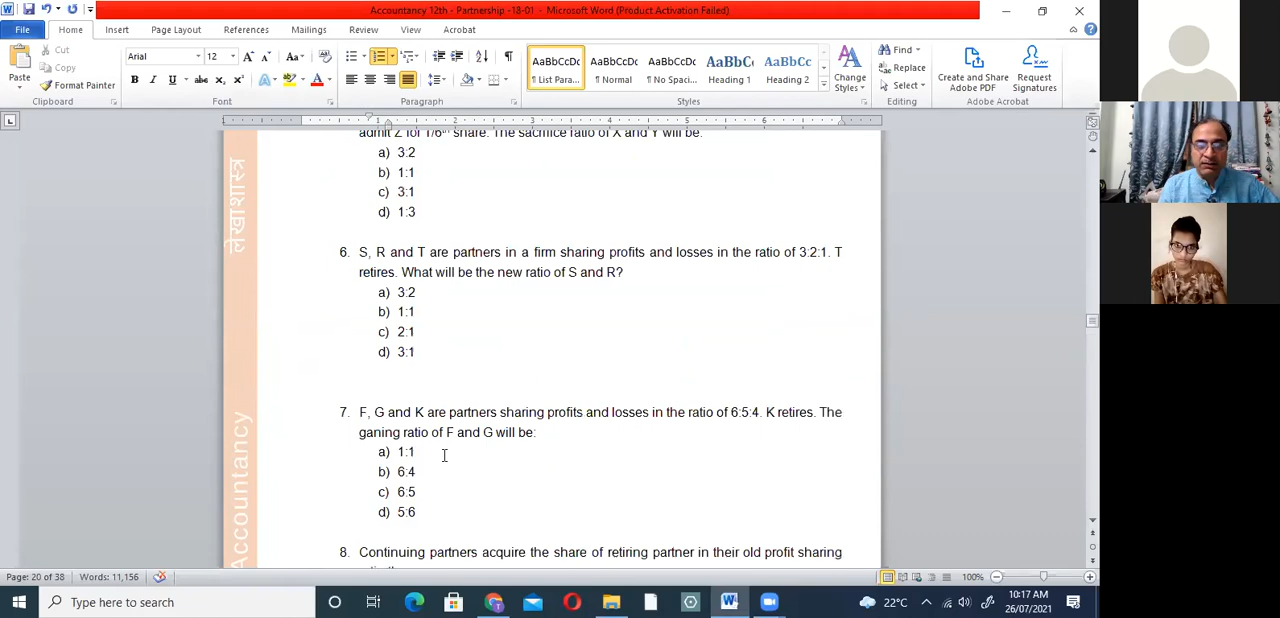 Accountancy 12th - Partnership -18-01 - Microsoft Word (Product Activation Failed)
File Home Insert Page Layout References Mailings Review View Acrobat
Paste
Cut
Copy
Format Painter
Clipboard
Arial 12
Font
Paragraph
AaBbCcDc AaBbCcDc AaBbCcDc AaBbC AaBbCc
¶ List Para... ¶ Normal ¶ No Spaci... Heading 1 Heading 2
Styles
Change Styles
Find
Replace
Select
Editing
Create and Share Adobe PDF
Request Signatures
Adobe Acrobat
लेखाशास्त्र
Accountancy
admit Z for 1/6th share. The sacrifice ratio of X and Y will be:
a) 3:2
b) 1:1
c) 3:1
d) 1:3
6. S, R and T are partners in a firm sharing profits and losses in the ratio of 3:2:1. T
retires. What will be the new ratio of S and R?
a) 3:2
b) 1:1
c) 2:1
d) 3:1
7. F, G and K are partners sharing profits and losses in the ratio of 6:5:4. K retires. The
ganing ratio of F and G will be:
a) 1:1
b) 6:4
c) 6:5
d) 5:6
8. Continuing partners acquire the share of retiring partner in their old profit sharing
Page: 20 of 38 Words: 11,156 100%
Type here to search
22°C
10:17 AM
26/07/2021